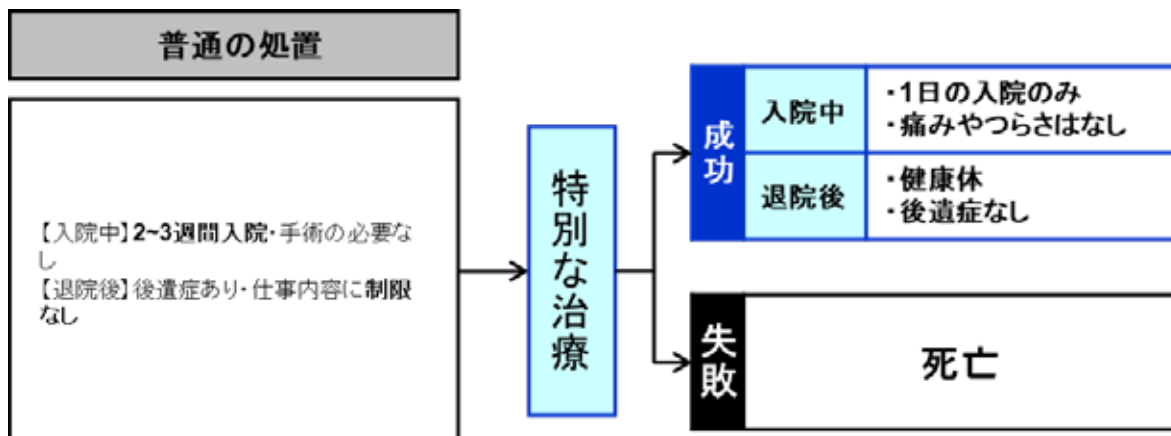 普通の処置
【入院中】2~3週間入院・手術の必要な
し
【退院後】後遺症あり・仕事内容に制限
なし
特別な治療
成功
入院中
・1日の入院のみ
・痛みやつらさはなし
退院後
・健康体
・後遺症なし
失敗
死亡